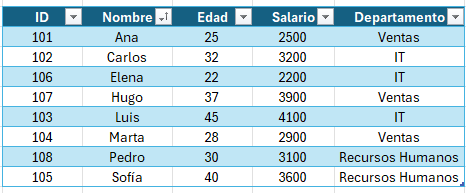 ID Nombre Edad Salario Departamento
101 Ana 25 2500 Ventas
102 Carlos 32 3200 IT
106 Elena 22 2200 IT
107 Hugo 37 3900 Ventas
103 Luis 45 4100 IT
104 Marta 28 2900 Ventas
108 Pedro 30 3100 Recursos Humanos
105 Sofía 40 3600 Recursos Humanos